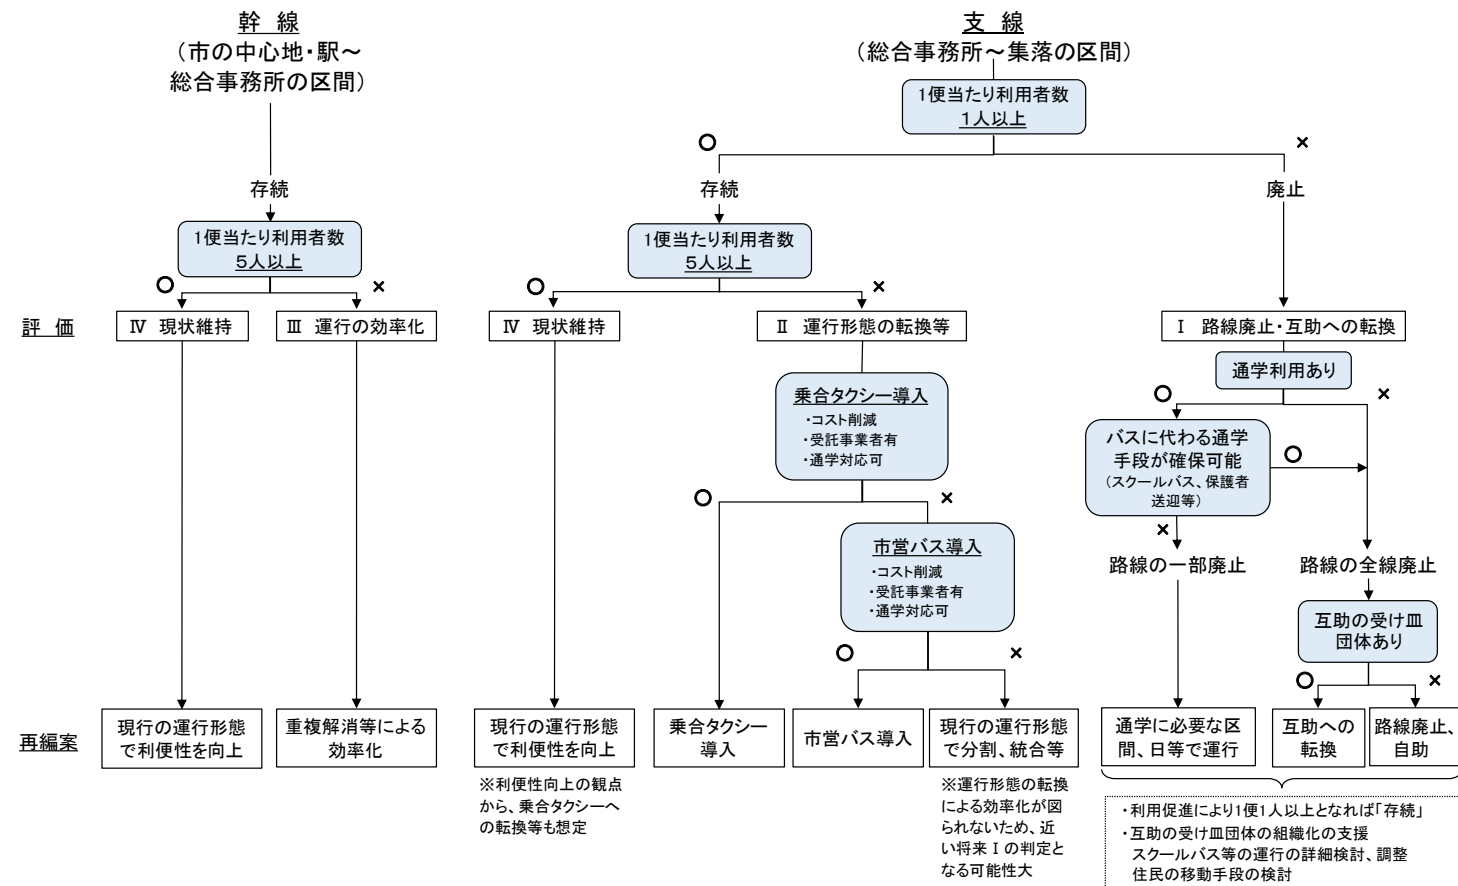 幹 線
(市の中心地・駅～
総合事務所の区間)
支 線
(総合事務所～集落の区間)
1便当たり利用者数
1人以上
○
×
存続
存続
廃止
1便当たり利用者数
5人以上
1便当たり利用者数
5人以上
○
×
○
×
評 価
Ⅳ 現状維持
Ⅲ 運行の効率化
Ⅳ 現状維持
Ⅱ 運行形態の転換等
Ⅰ 路線廃止・互助への転換
通学利用あり
○
×
乗合タクシー導入
・コスト削減
・受託事業者有
・通学対応可
○
×
バスに代わる通学
手段が確保可能
(スクールバス、保護者
送迎等)
○
×
市営バス導入
・コスト削減
・受託事業者有
・通学対応可
○
×
路線の一部廃止
路線の全線廃止
互助の受け皿
団体あり
○
×
再編案
現行の運行形態
で利便性を向上
重複解消等による
効率化
現行の運行形態
で利便性を向上
乗合タクシー
導入
市営バス導入
現行の運行形態
で分割、統合等
通学に必要な区
間、日等で運行
互助への
転換
路線廃止、
自助
※利便性向上の観点
から、乗合タクシーへ
の転換等も想定
※運行形態の転換
による効率化が図
られないため、近
い将来Ⅰの判定と
なる可能性大
・利用促進により1便1人以上となれば「存続」
・互助の受け皿団体の組織化の支援
スクールバス等の運行の詳細検討、調整
住民の移動手段の検討